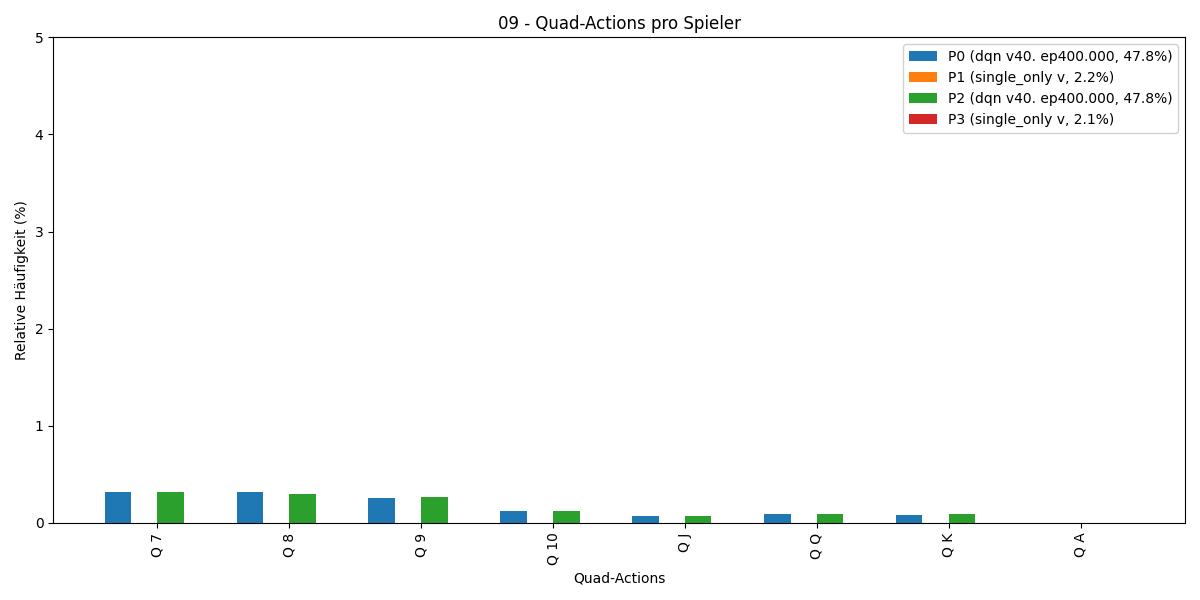 09 - Quad-Actions pro Spieler
P0 (dqn v40. ep400.000, 47.8%)
P1 (single_only v, 2.2%)
P2 (dqn v40. ep400.000, 47.8%)
P3 (single_only v, 2.1%)
Relative Häufigkeit (%)
5
4
3
2
1
0
Q 7
Q 8
Q 9
Q 10
Q J
Q Q
Q K
Q A
Quad-Actions